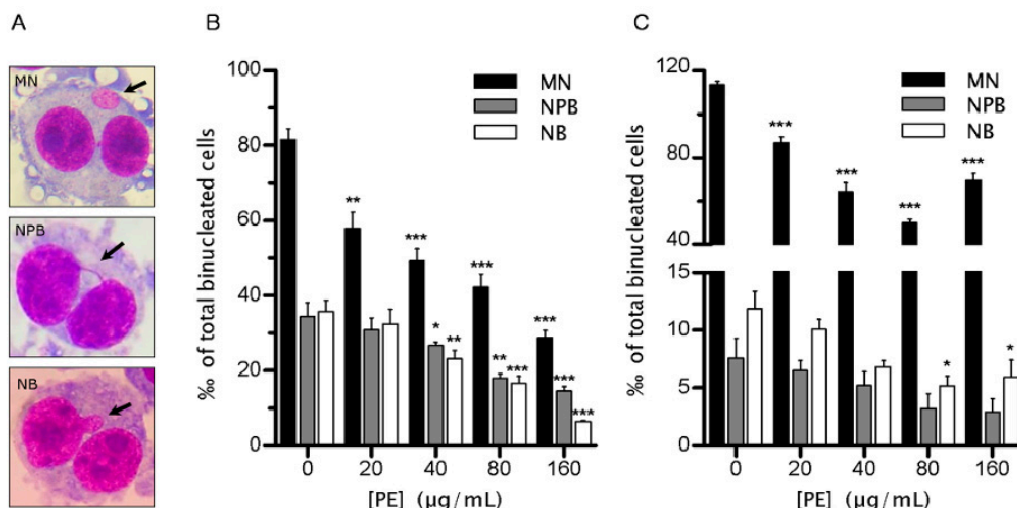 A
MN
NPB
NB
B
‰ of total binucleated cells
100
80
60
40
20
0
MN
NPB
NB
**
***
*
**
***
**
***
***
***
***
0
20
40
80
160
[PE] (µg/mL)
C
‰ of total binucleated cells
120
80
40
15
10
5
0
MN
NPB
NB
***
***
***
*
***
*
0
20
40
80
160
[PE] (µg/mL)